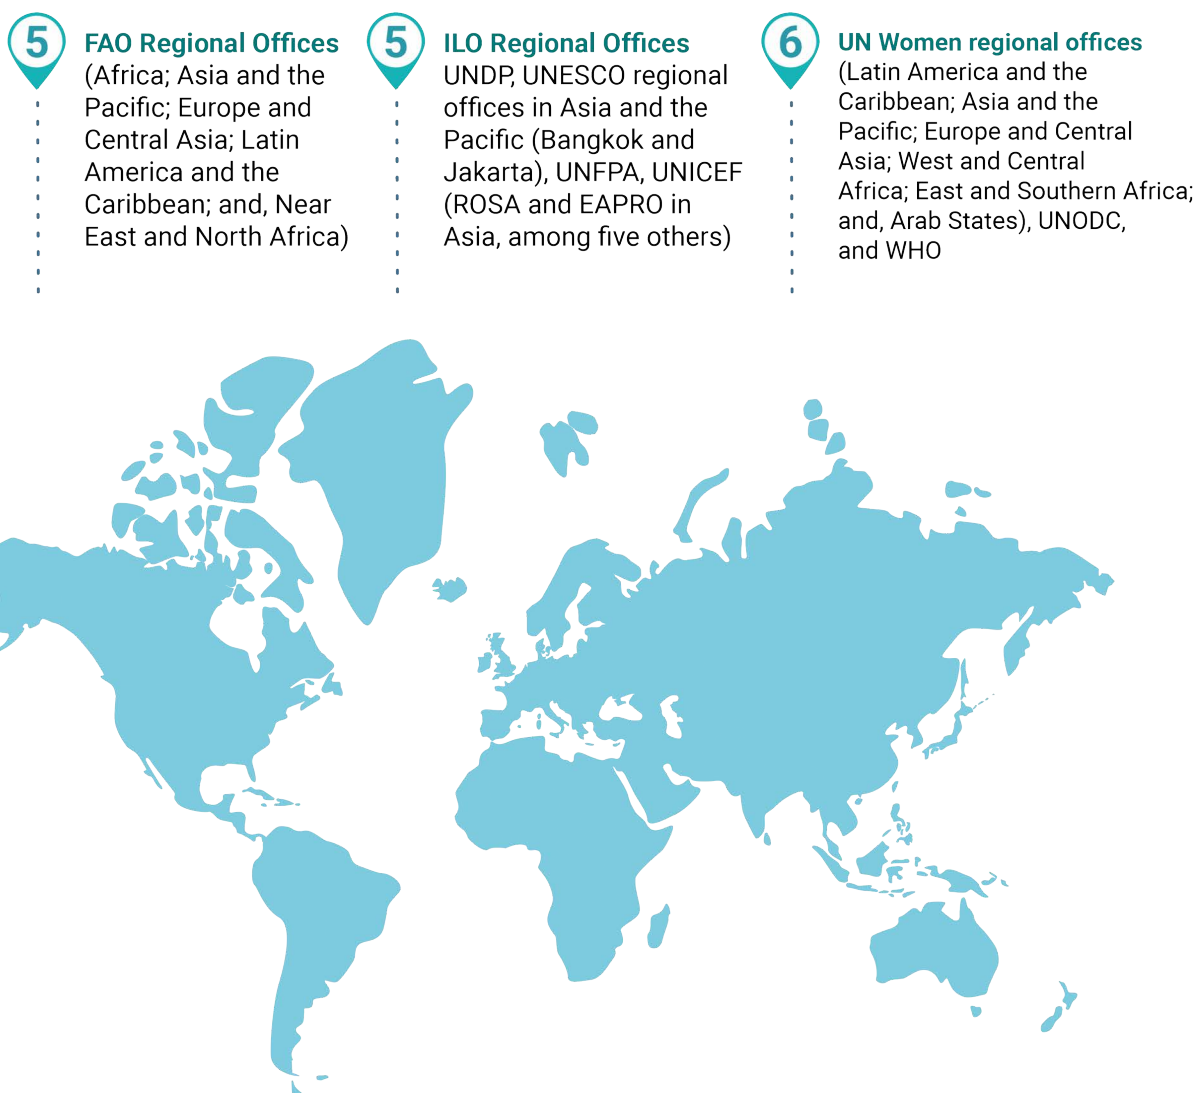 5
FAO Regional Offices
(Africa; Asia and the
Pacific; Europe and
Central Asia; Latin
America and the
Caribbean; and, Near
East and North Africa)
5
ILO Regional Offices
UNDP, UNESCO regional
offices in Asia and the
Pacific (Bangkok and
Jakarta), UNFPA, UNICEF
(ROSA and EAPRO in
Asia, among five others)
6
UN Women regional offices
(Latin America and the
Caribbean; Asia and the
Pacific; Europe and Central
Asia; West and Central
Africa; East and Southern Africa;
and, Arab States), UNODC,
and WHO